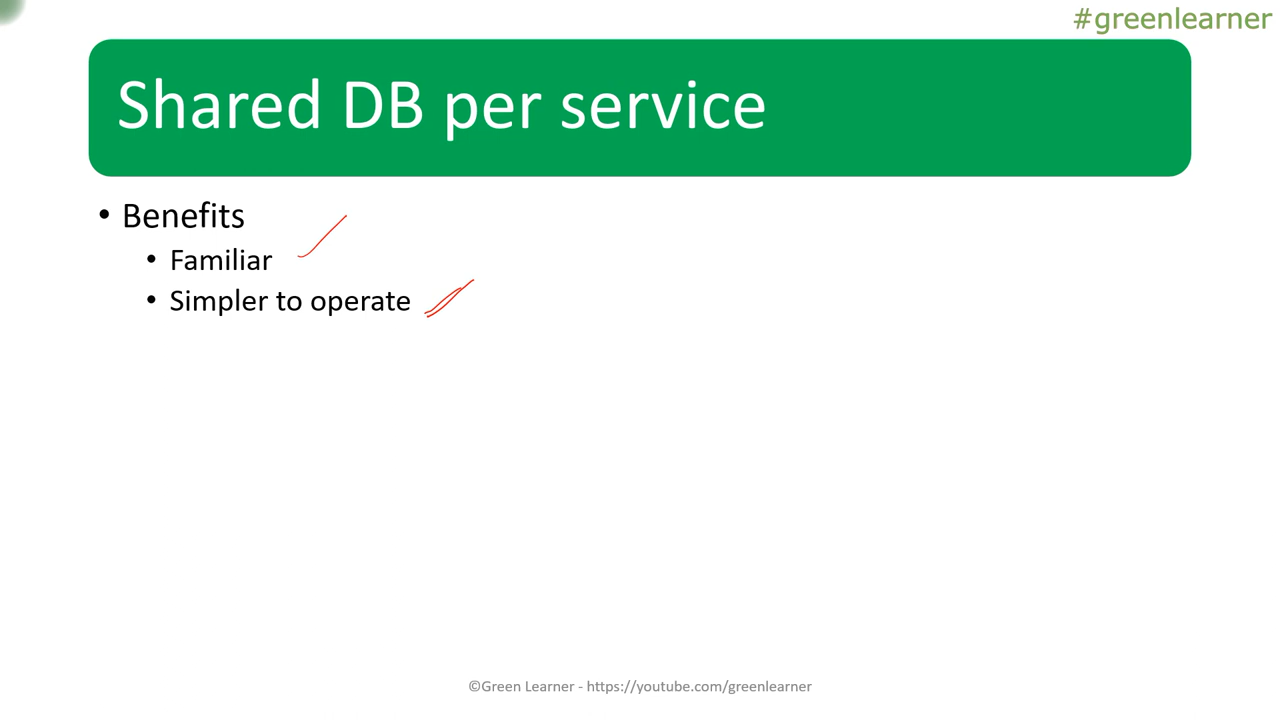 #greenlearner
Shared DB per service
• Benefits
• Familiar
• Simpler to operate
©Green Learner - https://youtube.com/greenlearner